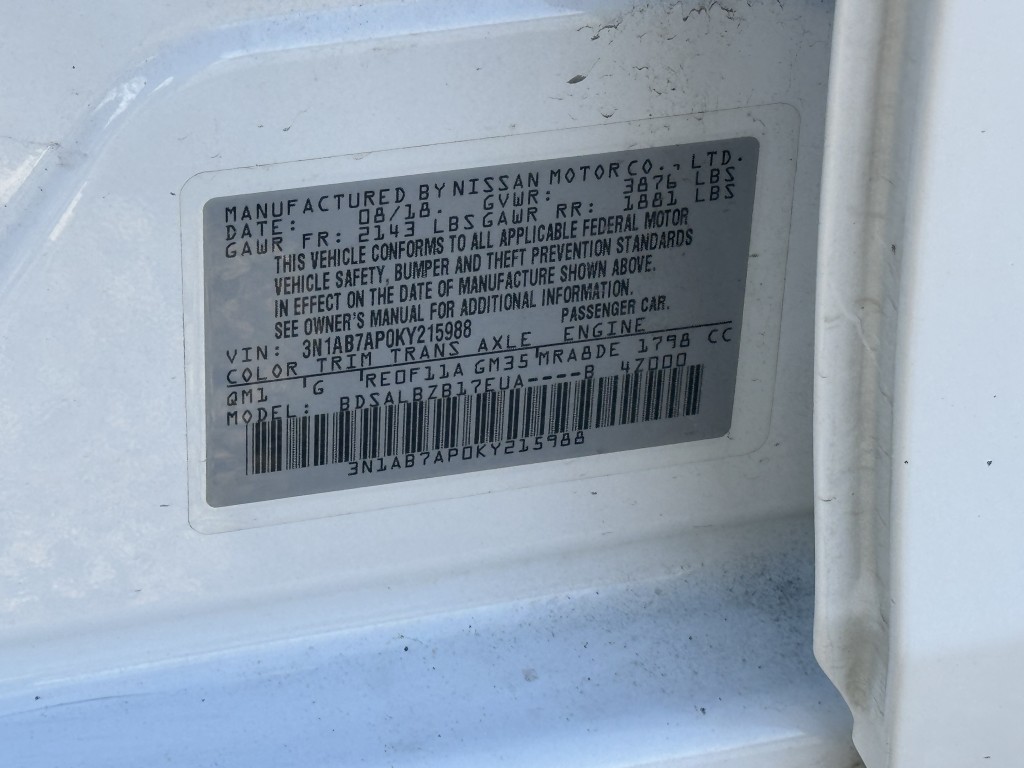 MANUFACTURED BY NISSAN MOTOR CO., LTD.
DATE: 08/18. GVWR: 3876 LBS
GAWR FR: 2143 LBS GAWR RR: 1881 LBS
THIS VEHICLE CONFORMS TO ALL APPLICABLE FEDERAL MOTOR
VEHICLE SAFETY, BUMPER AND THEFT PREVENTION STANDARDS
IN EFFECT ON THE DATE OF MANUFACTURE SHOWN ABOVE.
SEE OWNER'S MANUAL FOR ADDITIONAL INFORMATION.
VIN: 3N1AB7AP0KY215988 PASSENGER CAR.
COLOR TRIM TRANS AXLE ENGINE
QM1 G RE0F11A GM35 MRA8DE 1798 CC
MODEL: BDSALBZB17EUA----B 47000
3N1AB7AP0KY215988